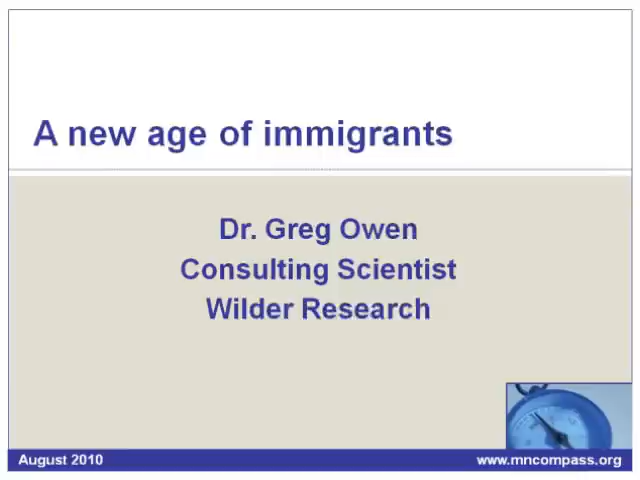 A new age of immigrants
Dr. Greg Owen
Consulting Scientist
Wilder Research
August 2010
www.mncompass.org